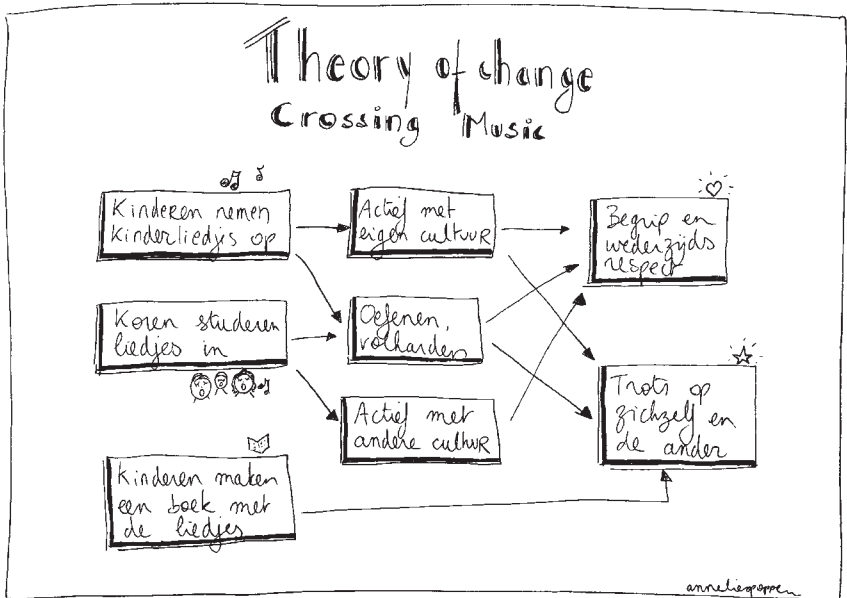 Theory of change
Crossing Music
Kinderen nemen
kinderliedjes op
Actief met
eigen cultuur
Begrip en
wederzijds
respect
Koren studeren
liedjes in
Oefenen,
volharden
Trots op
zichzelf en
de ander
Actief met
andere cultuur
Kinderen maken
een boek met
de liedjes
anneliespoppen